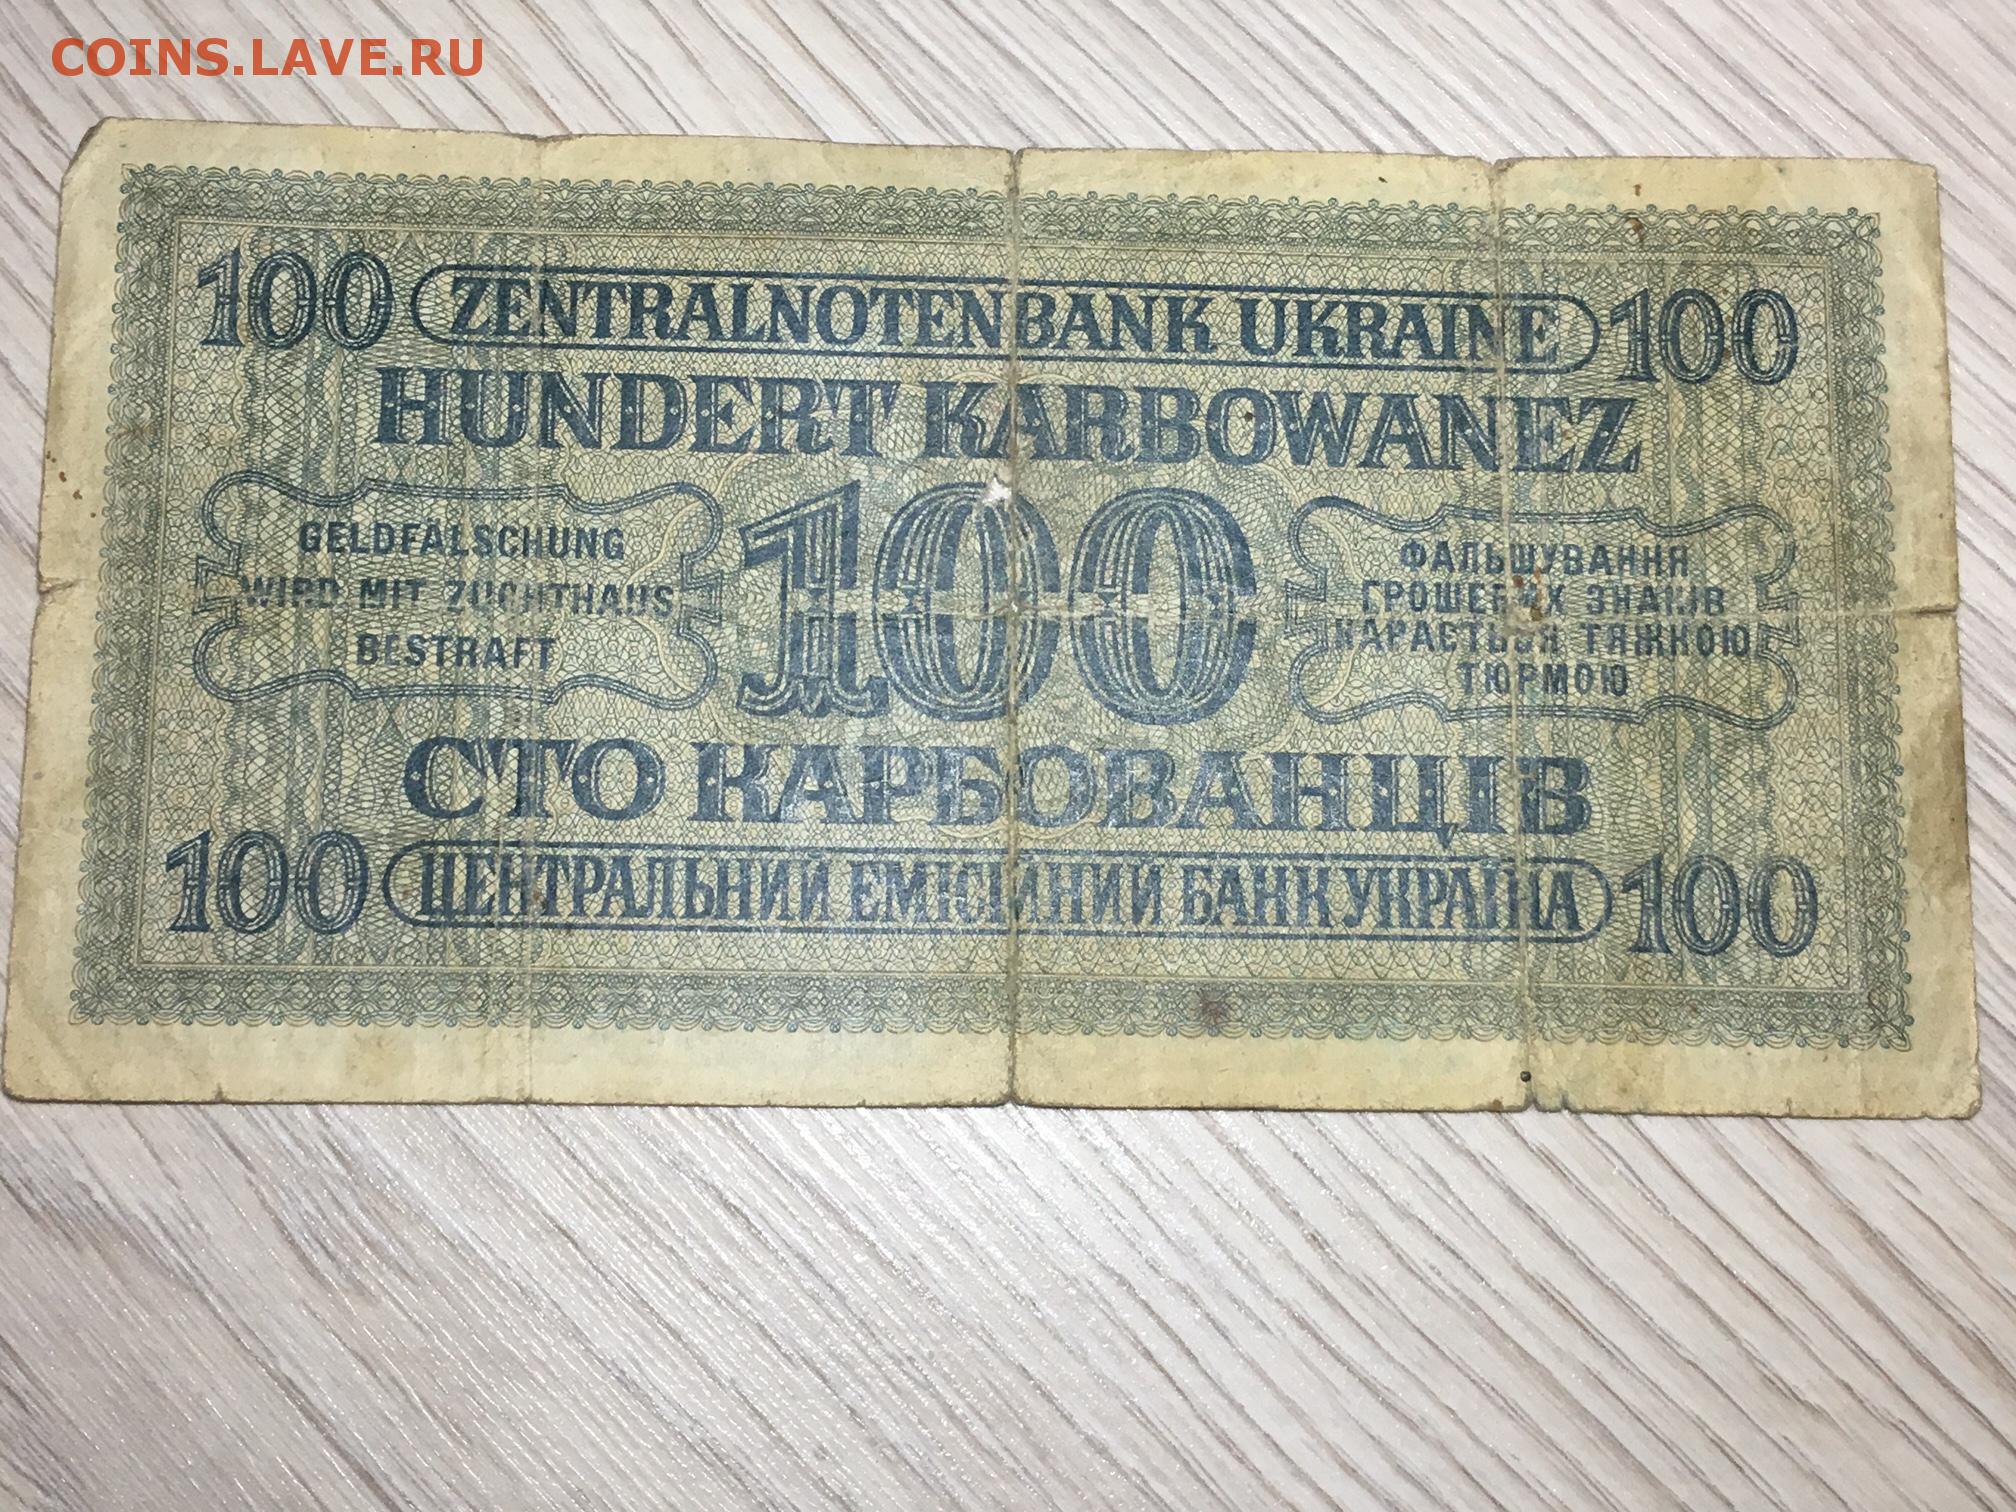 COINS.LAVE.RU
100 ZENTRALNOTENBANK UKRAINE 100
HUNDERT KARBOWANEZ
GELDFÄLSCHUNG
WIRD MIT ZUCHTHAUS
BESTRAFT
100
ФАЛЬШУВАННЯ
ГРОШЕВИХ ЗНАКІВ
КАРАЄТЬСЯ ТЯЖКОЮ
ТЮРМОЮ
СТО КАРБОВАНЦІВ
100 ЦЕНТРАЛЬНИЙ ЕМІСІЙНИЙ БАНК УКРАЇНА 100